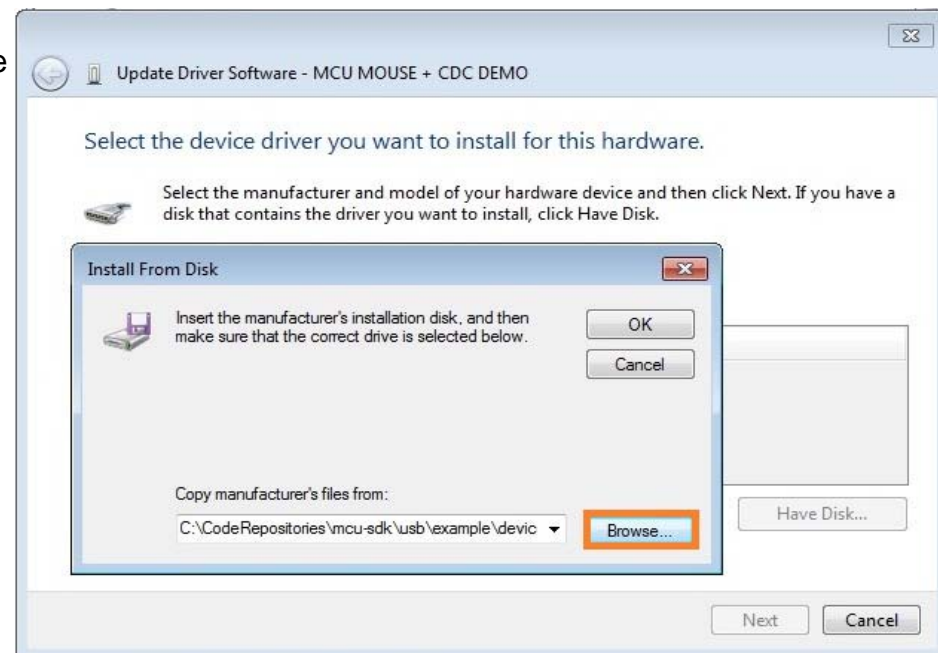 e
Update Driver Software - MCU MOUSE + CDC DEMO
Select the device driver you want to install for this hardware.
Select the manufacturer and model of your hardware device and then click Next. If you have a
disk that contains the driver you want to install, click Have Disk.
Install From Disk
Insert the manufacturer's installation disk, and then
make sure that the correct drive is selected below.
OK
Cancel
Copy manufacturer's files from:
C:\CodeRepositories\mcu-sdk\usb\example\devic
Browse...
Have Disk...
Next
Cancel